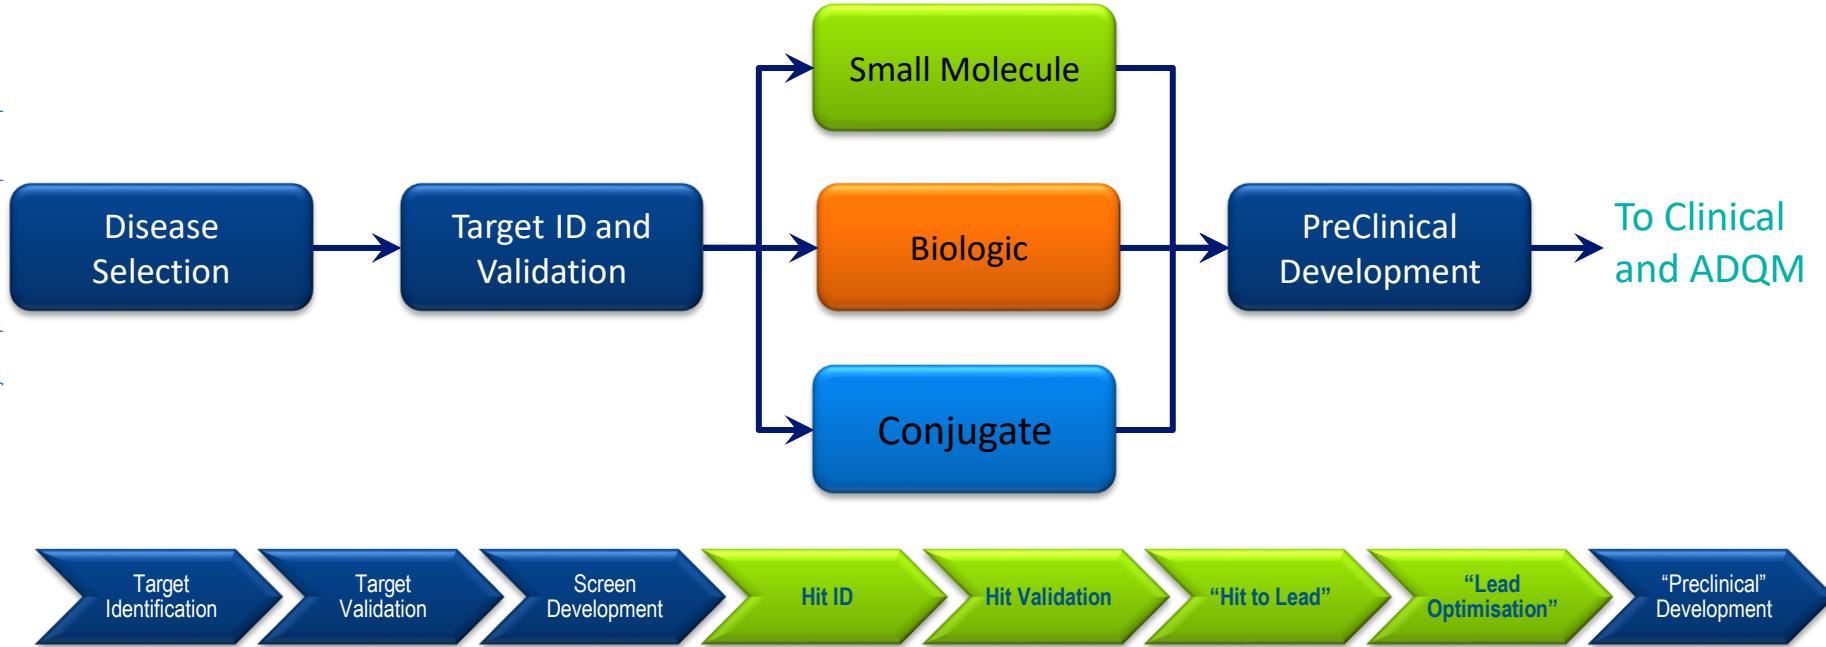 Small Molecule
Disease
Selection
Target ID and
Validation
Biologic
PreClinical
Development
To Clinical
and ADQM
Conjugate
Target
Identification
Target
Validation
Screen
Development
Hit ID
Hit Validation
“Hit to Lead”
“Lead
Optimisation”
“Preclinical”
Development